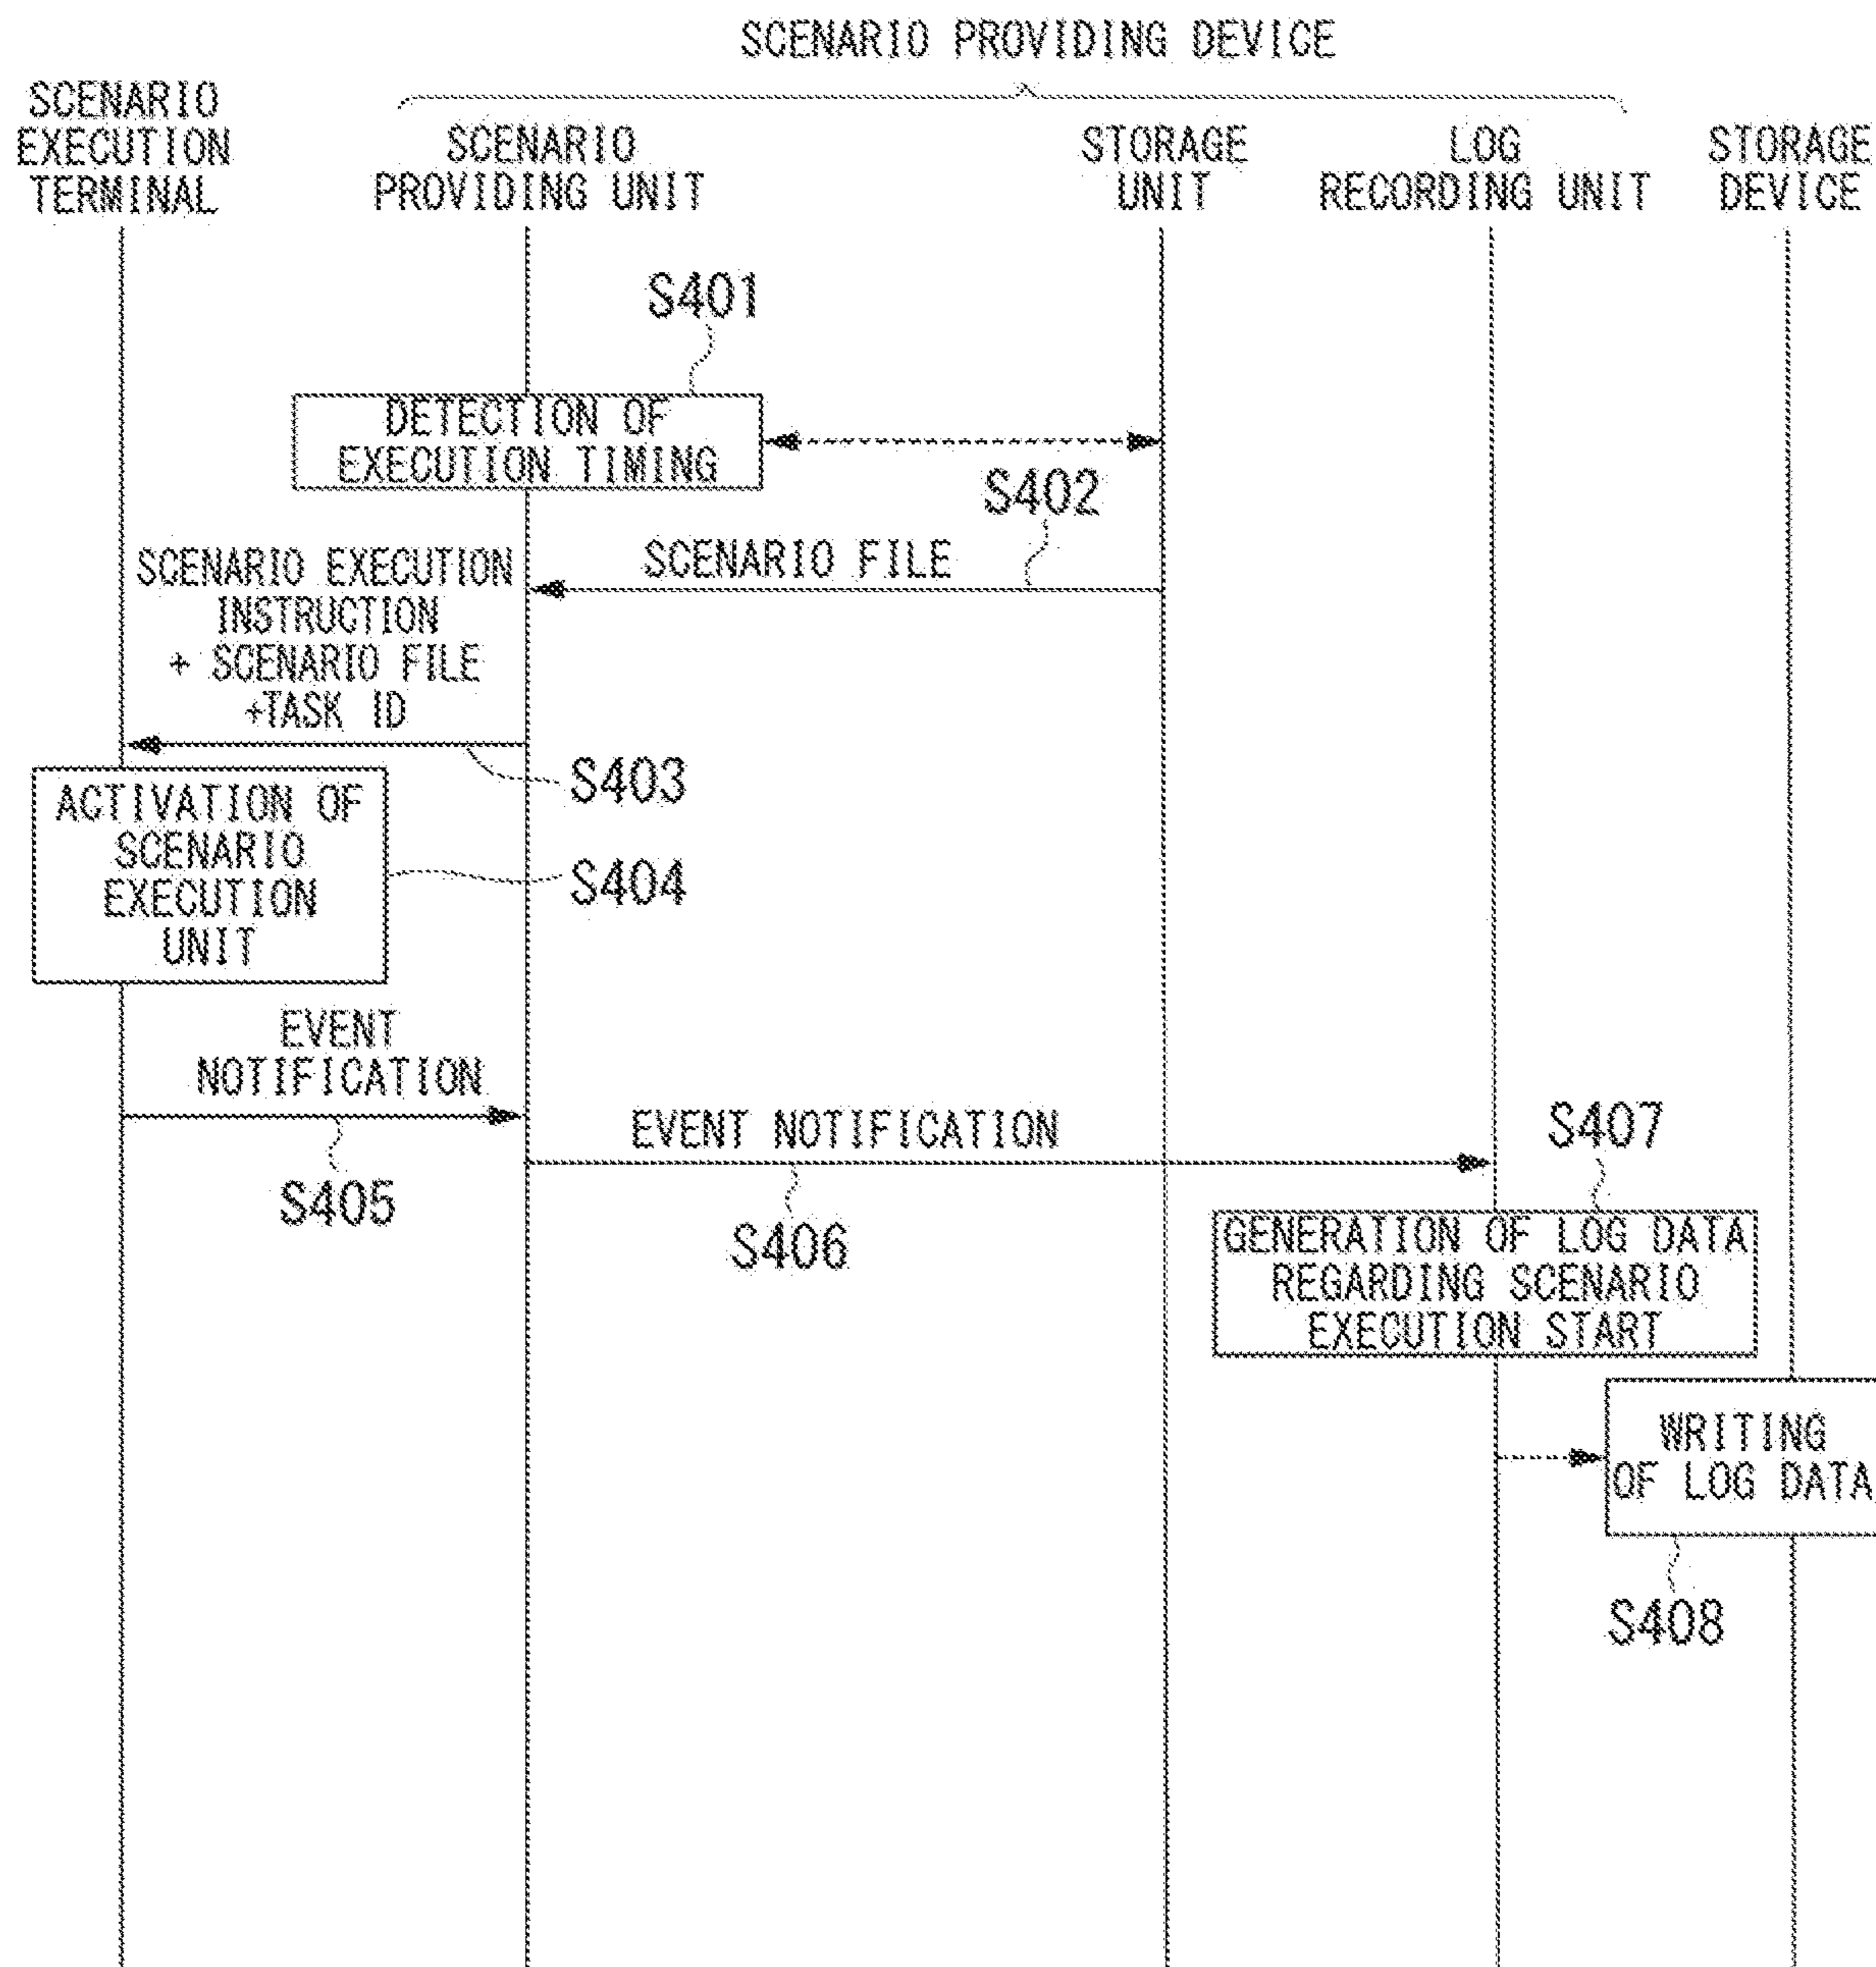 SCENARIO PROVIDING DEVICE
SCENARIO
EXECUTION
TERMINAL
SCENARIO
PROVIDING UNIT
STORAGE
UNIT
LOG
RECORDING UNIT
STORAGE
DEVICE
S401
DETECTION OF
EXECUTION TIMING
S402
SCENARIO FILE
SCENARIO EXECUTION
INSTRUCTION
+ SCENARIO FILE
+TASK ID
S403
ACTIVATION OF
SCENARIO
EXECUTION
UNIT
S404
EVENT
NOTIFICATION
S405
EVENT NOTIFICATION
S406
S407
GENERATION OF LOG DATA
REGARDING SCENARIO
EXECUTION START
WRITING
OF LOG DATA
S408